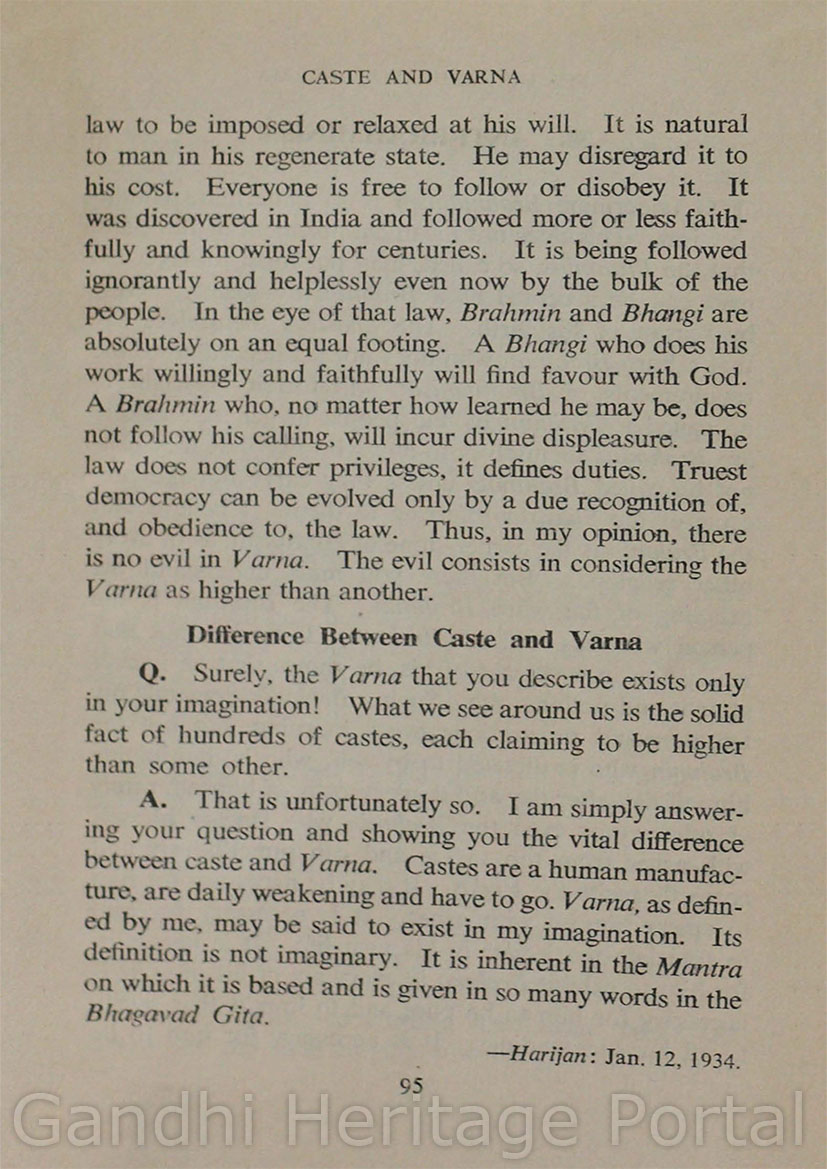 CASTE AND VARNA
law to be imposed or relaxed at his will. It is natural
to man in his regenerate state. He may disregard it to
his cost. Everyone is free to follow or disobey it. It
was discovered in India and followed more or less faith-
fully and knowingly for centuries. It is being followed
ignorantly and helplessly even now by the bulk of the
people. In the eye of that law, Brahmin and Bhangi are
absolutely on an equal footing. A Bhangi who does his
work willingly and faithfully will find favour with God.
A Brahmin who, no matter how learned he may be, does
not follow his calling, will incur divine displeasure. The
law does not confer privileges, it defines duties. Truest
democracy can be evolved only by a due recognition of,
and obedience to, the law. Thus, in my opinion, there
is no evil in Varna. The evil consists in considering the
Varna as higher than another.
Difference Between Caste and Varna
Q. Surely, the Varna that you describe exists only
in your imagination! What we see around us is the solid
fact of hundreds of castes, each claiming to be higher
than some other.
A. That is unfortunately so. I am simply answer-
ing your question and showing you the vital difference
between caste and Varna. Castes are a human manufac-
ture, are daily weakening and have to go. Varna, as defin-
ed by me, may be said to exist in my imagination. Its
definition is not imaginary. It is inherent in the Mantra
on which it is based and is given in so many words in the
Bhagavad Gita.
—Harijan: Jan. 12, 1934.
95
Gandhi Heritage Portal